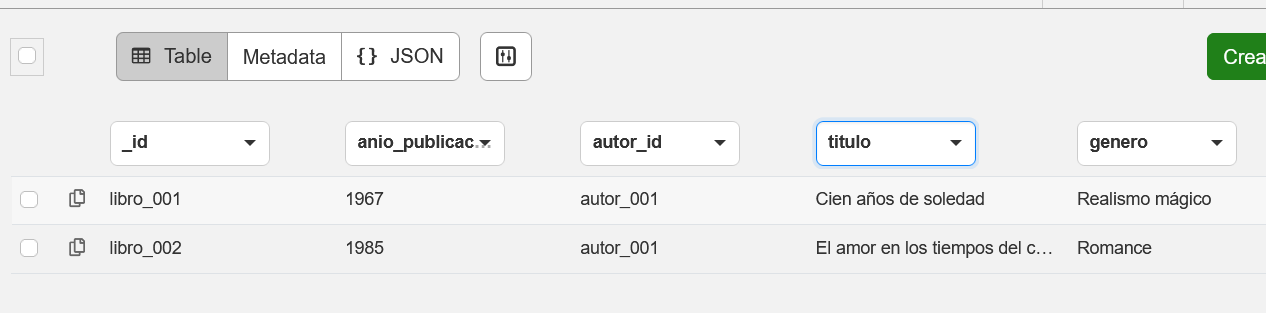 Table Metadata {} JSON Crea
_id anio_publicac... autor_id titulo genero
libro_001 1967 autor_001 Cien años de soledad Realismo mágico
libro_002 1985 autor_001 El amor en los tiempos del c... Romance